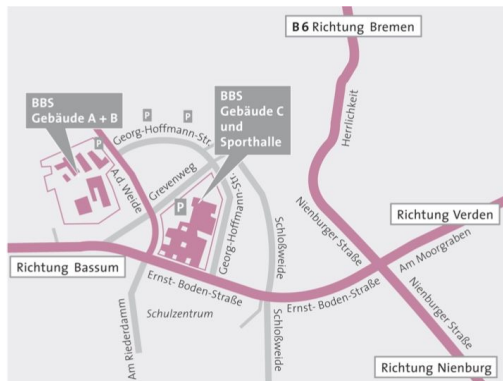 B6 Richtung Bremen
BBS
Gebäude A + B
BBS
Gebäude C
und
Sporthalle
P
P
P
P
Georg-Hoffmann-Str.
Herrlichkeit
A.d. Weide
Grevenweg
Georg-Hoffmann-Str.
Schloßweide
Nienburger Straße
Richtung Verden
Am Moorgraben
Richtung Bassum
Ernst- Boden-Straße
Ernst- Boden-Straße
Schulzentrum
Am Riederdamm
Schloßweide
Nienburger Straße
Richtung Nienburg